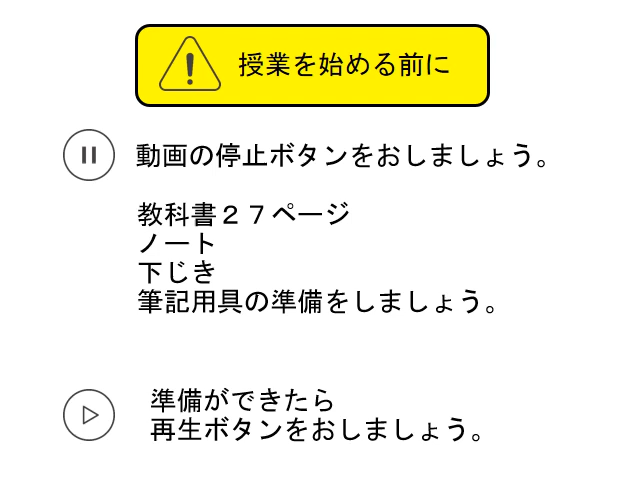 授業を始める前に
動画の停止ボタンをおしましょう。
教科書２７ページ
ノート
下じき
筆記用具の準備をしましょう。
準備ができたら
再生ボタンをおしましょう。